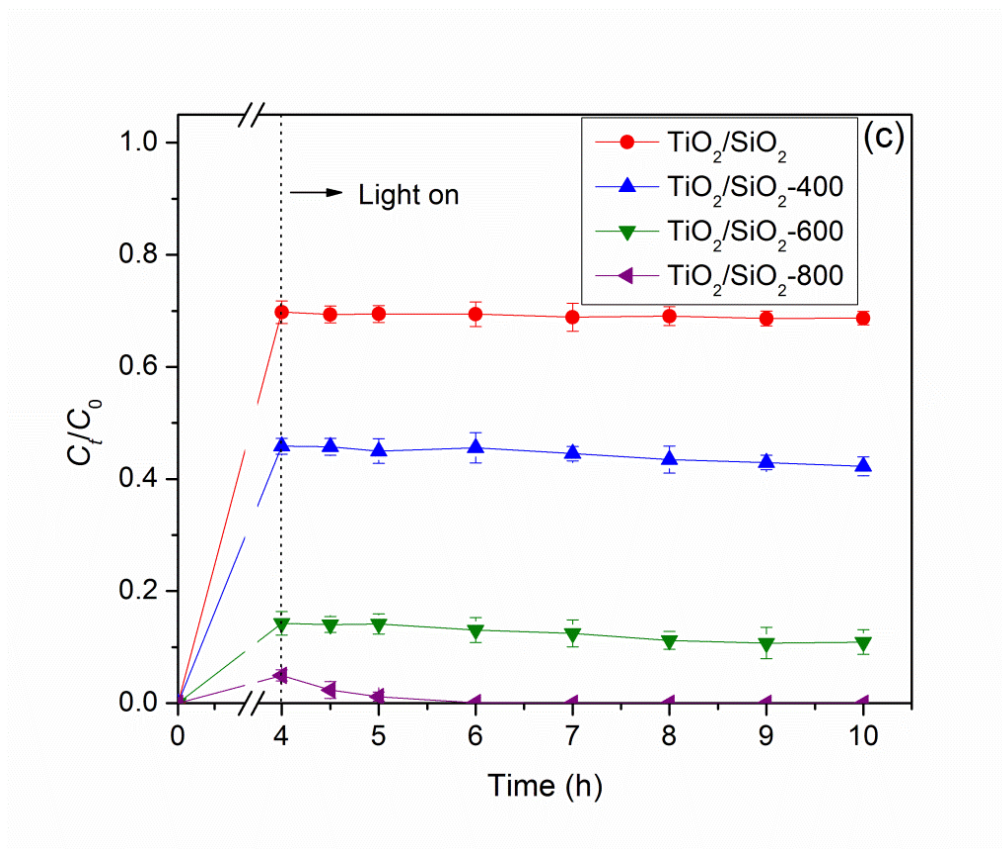 (c)
TiO₂/SiO₂
TiO₂/SiO₂-400
TiO₂/SiO₂-600
TiO₂/SiO₂-800
Light on
1.0
0.8
0.6
0.4
0.2
0.0
Cₜ/C₀
0 4 5 6 7 8 9 10
Time (h)